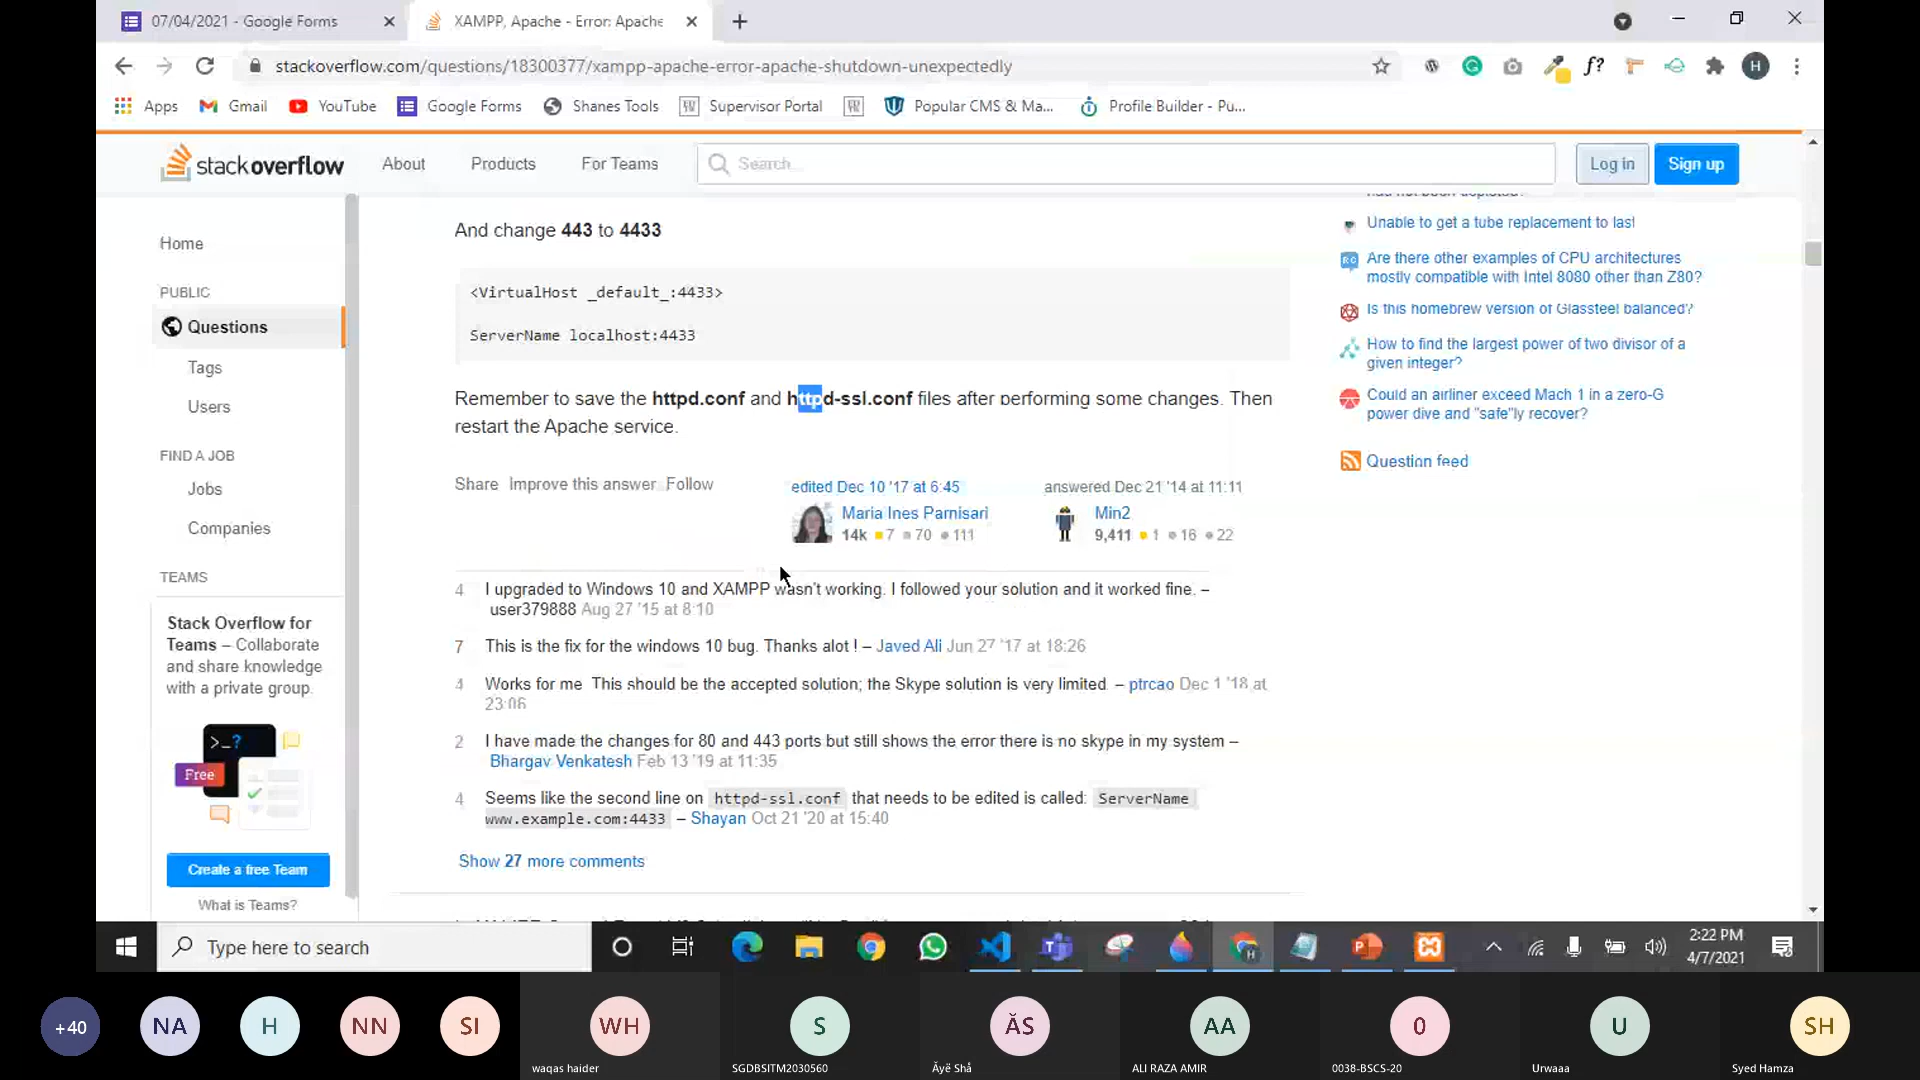 07/04/2021 - Google Forms
XAMPP, Apache - Error: Apache
stackoverflow.com/questions/18300377/xampp-apache-error-apache-shutdown-unexpectedly
f?
H
Apps
Gmail
YouTube
Google Forms
Shanes Tools
Supervisor Portal
Popular CMS & Ma...
Profile Builder - Pu...
stackoverflow
About
Products
For Teams
Search...
Log in
Sign up
Home
PUBLIC
Questions
Tags
Users
FIND A JOB
Jobs
Companies
TEAMS
Stack Overflow for
Teams – Collaborate
and share knowledge
with a private group.
>_?
Free
Create a free Team
What is Teams?
And change 443 to 4433
<VirtualHost _default_:4433>
ServerName localhost:4433
Remember to save the httpd.conf and httpd-ssl.conf files after performing some changes. Then
restart the Apache service.
Share Improve this answer Follow
edited Dec 10 '17 at 6:45
Maria Ines Parnisari
14k 7 70 111
answered Dec 21 '14 at 11:11
Min2
9,411 1 16 22
4 I upgraded to Windows 10 and XAMPP wasn't working. I followed your solution and it worked fine. –
user379888 Aug 27 '15 at 8:10
7 This is the fix for the windows 10 bug. Thanks alot ! – Javed Ali Jun 27 '17 at 18:26
4 Works for me This should be the accepted solution; the Skype solution is very limited. – ptrcao Dec 1 '18 at
23:06
2 I have made the changes for 80 and 443 ports but still shows the error there is no skype in my system –
Bhargav Venkatesh Feb 13 '19 at 11:35
4 Seems like the second line on httpd-ssl.conf that needs to be edited is called: ServerName
www.example.com:4433 – Shayan Oct 21 '20 at 15:40
Show 27 more comments
Unable to get a tube replacement to last
Are there other examples of CPU architectures
mostly compatible with Intel 8080 other than Z80?
Is this homebrew version of Glassteel balanced?
How to find the largest power of two divisor of a
given integer?
Could an airliner exceed Mach 1 in a zero-G
power dive and "safe"ly recover?
Question feed
Type here to search
2:22 PM
4/7/2021
+40
NA
H
NN
SI
WH
waqas haider
S
SGDBSITM2030560
ĂS
Ăyë Shå
AA
ALI RAZA AMIR
0
0038-BSCS-20
U
Urwaaa
SH
Syed Hamza